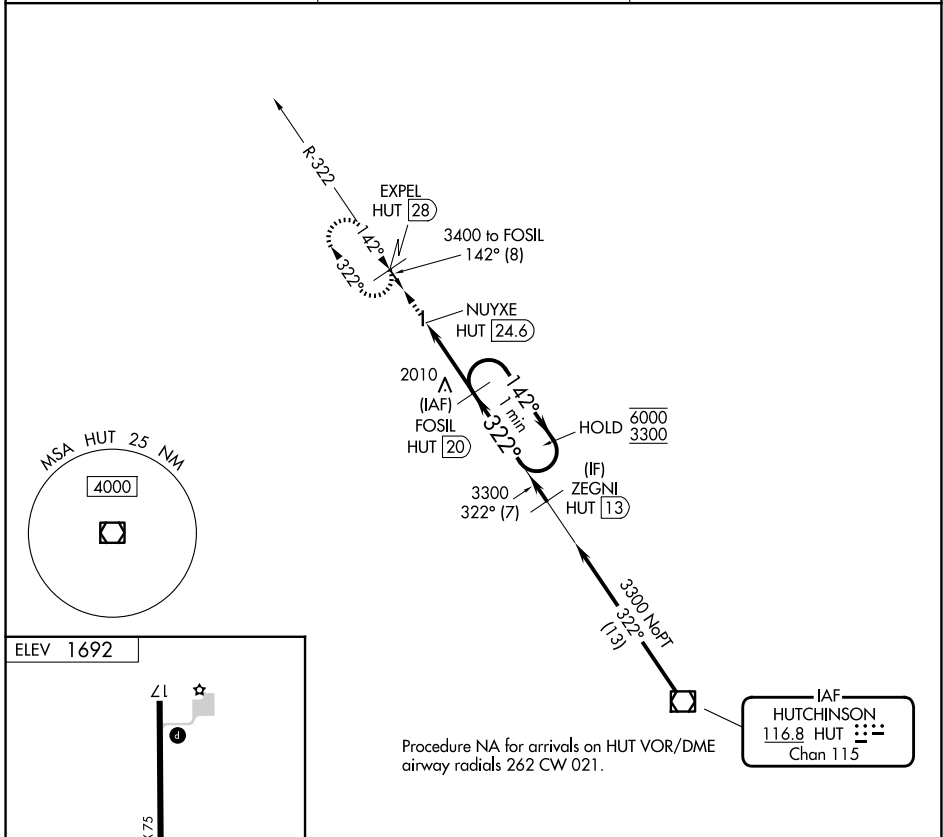 R-322
EXPEL
HUT 28
142°
322°
3400 to FOSIL
142° (8)
NUYXE
HUT 24.6
2010
(IAF)
FOSIL
HUT 20
142°
1 min
322°
HOLD 6000
3300
(IF)
ZEGNI
HUT 13
3300
322° (7)
MSA HUT 25 NM
4000
3300 NoPT
322°
(13)
IAF
HUTCHINSON
116.8 HUT
Chan 115
Procedure NA for arrivals on HUT VOR/DME
airway radials 262 CW 021.
ELEV 1692
17
P
X 75